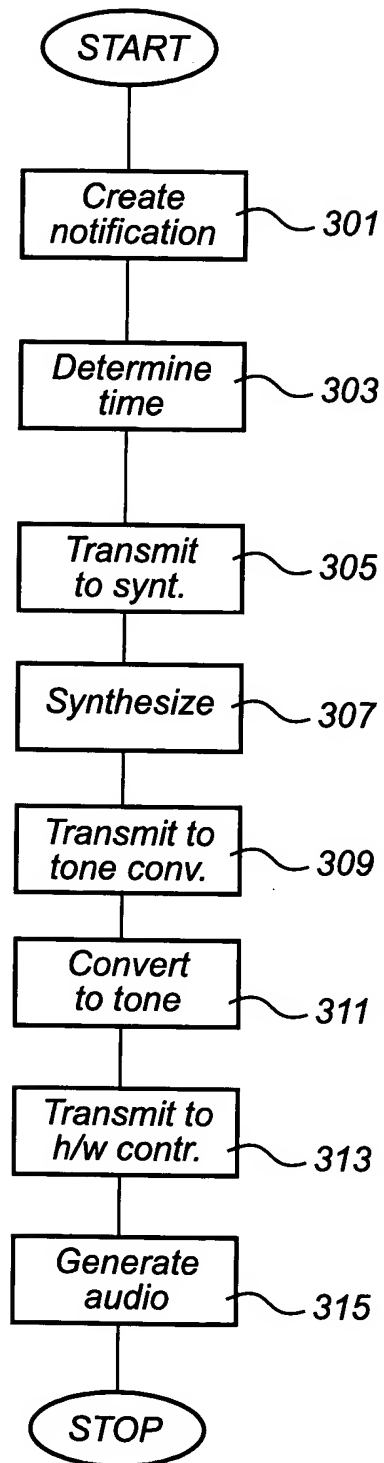 START
Create
notification
301
Determine
time
303
Transmit
to synt.
305
Synthesize
307
Transmit to
tone conv.
309
Convert
to tone
311
Transmit to
h/w contr.
313
Generate
audio
315
STOP